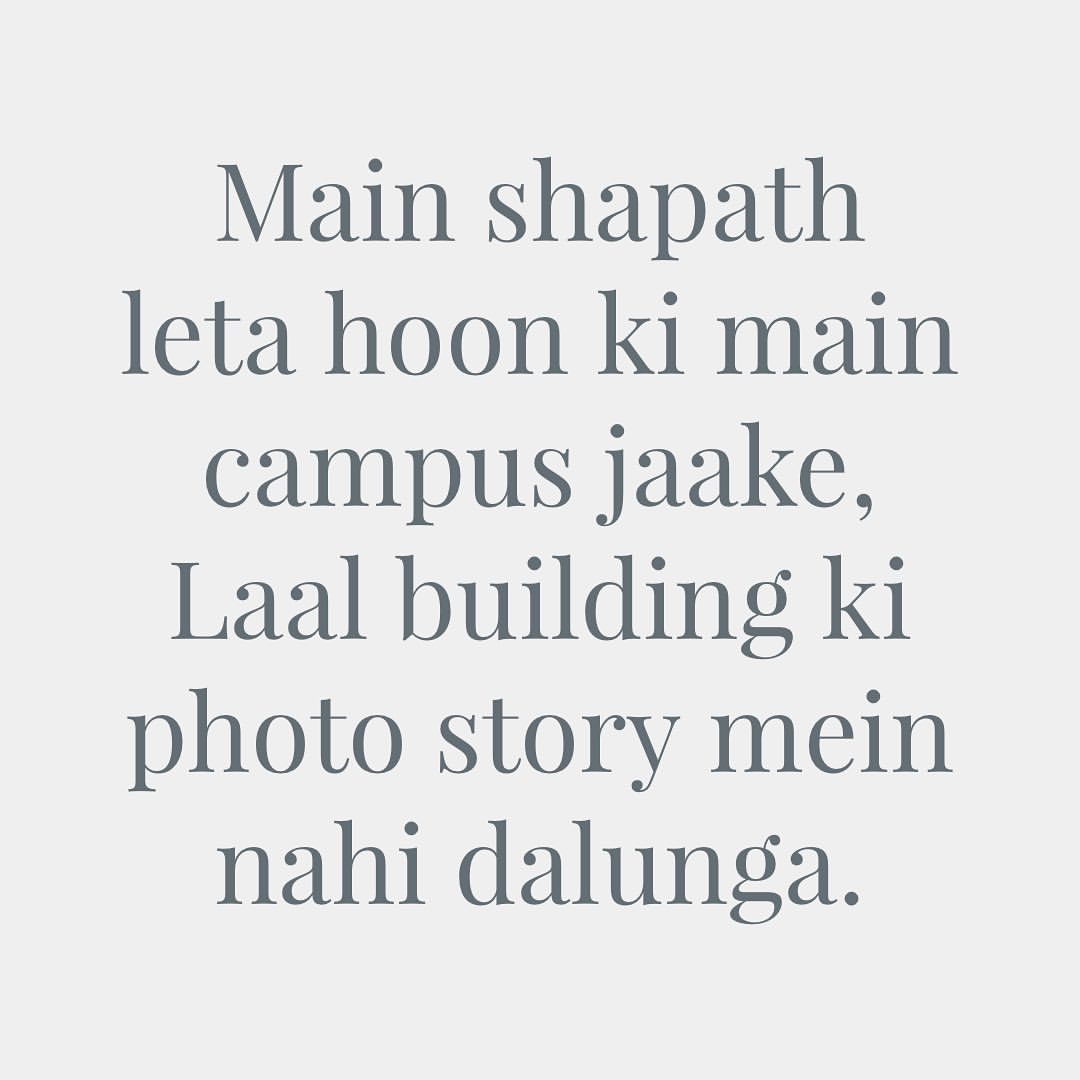 Main shapath
leta hoon ki main
campus jaake,
Laal building ki
photo story mein
nahi dalunga.